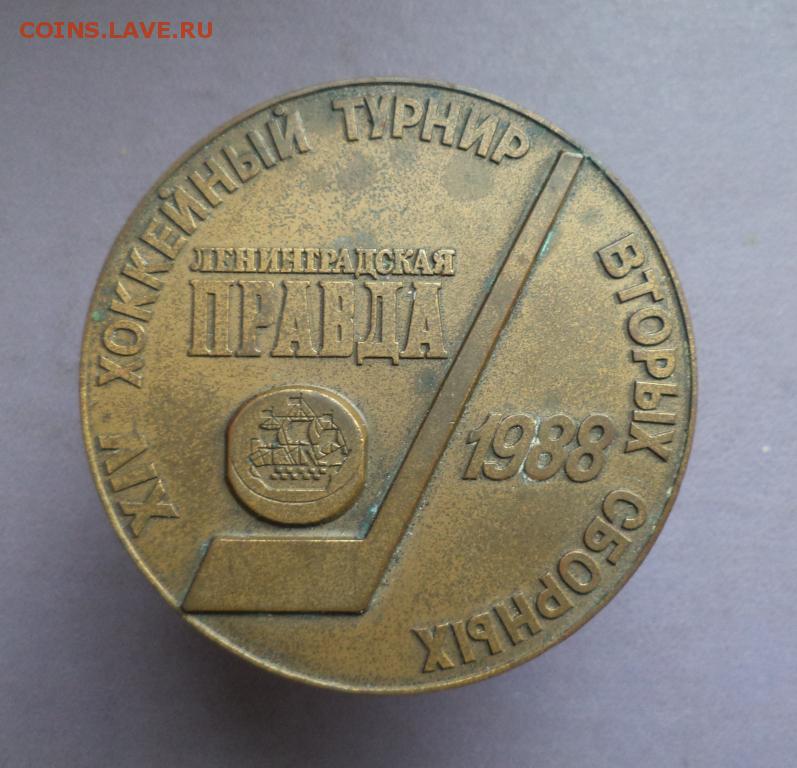 COINS.LAVE.RU
XIV ХОККЕЙНЫЙ ТУРНИР ВТОРЫХ СБОРНЫХ
ЛЕНИНГРАДСКАЯ
ПРАВДА
1988